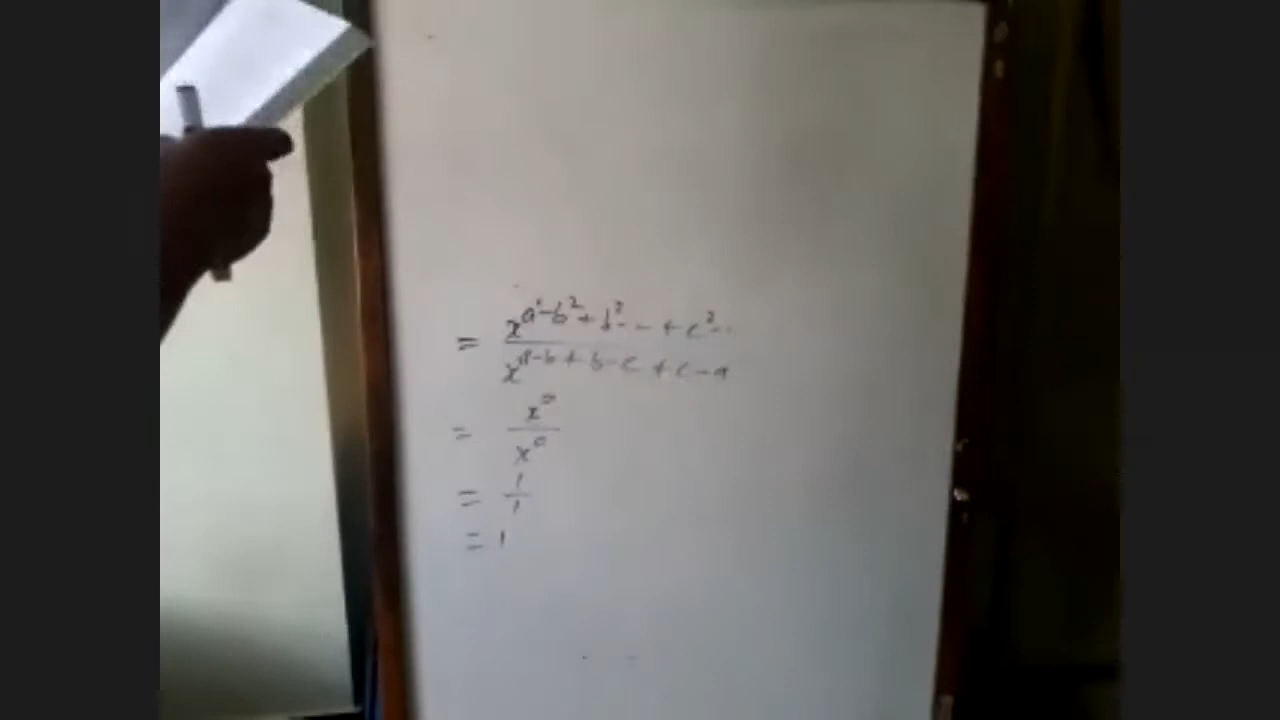 = x^{a²-b²+b²- - +c²--} / x^{a-b+b-c+c-a}
= x⁰ / x⁰
= 1/1
= 1